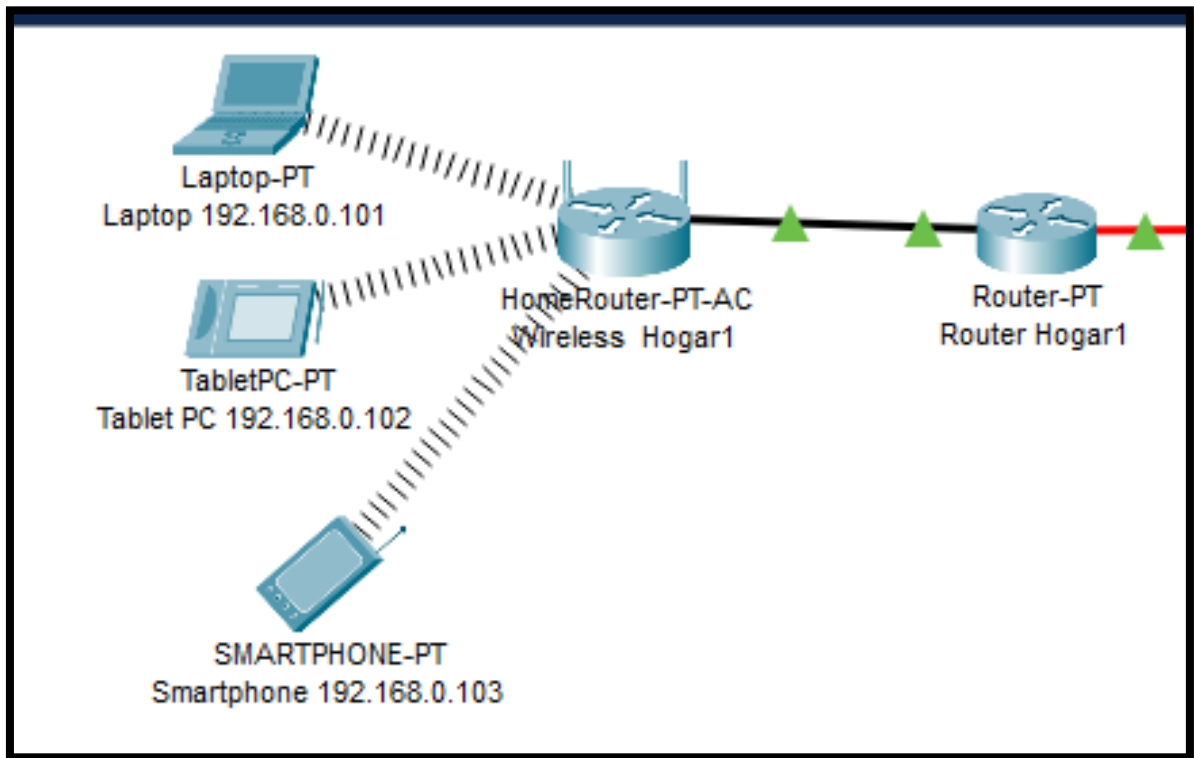 Laptop-PT
Laptop 192.168.0.101
HomeRouter-PT-AC
Wireless  Hogar1
Router-PT
Router Hogar1
TabletPC-PT
Tablet PC 192.168.0.102
SMARTPHONE-PT
Smartphone 192.168.0.103